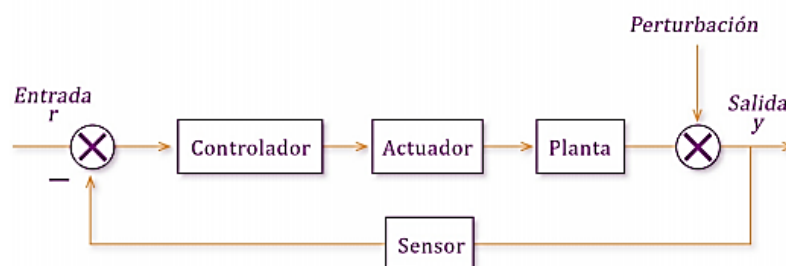 Perturbación
Entrada
r
Salida
y
Controlador
Actuador
Planta
−
Sensor